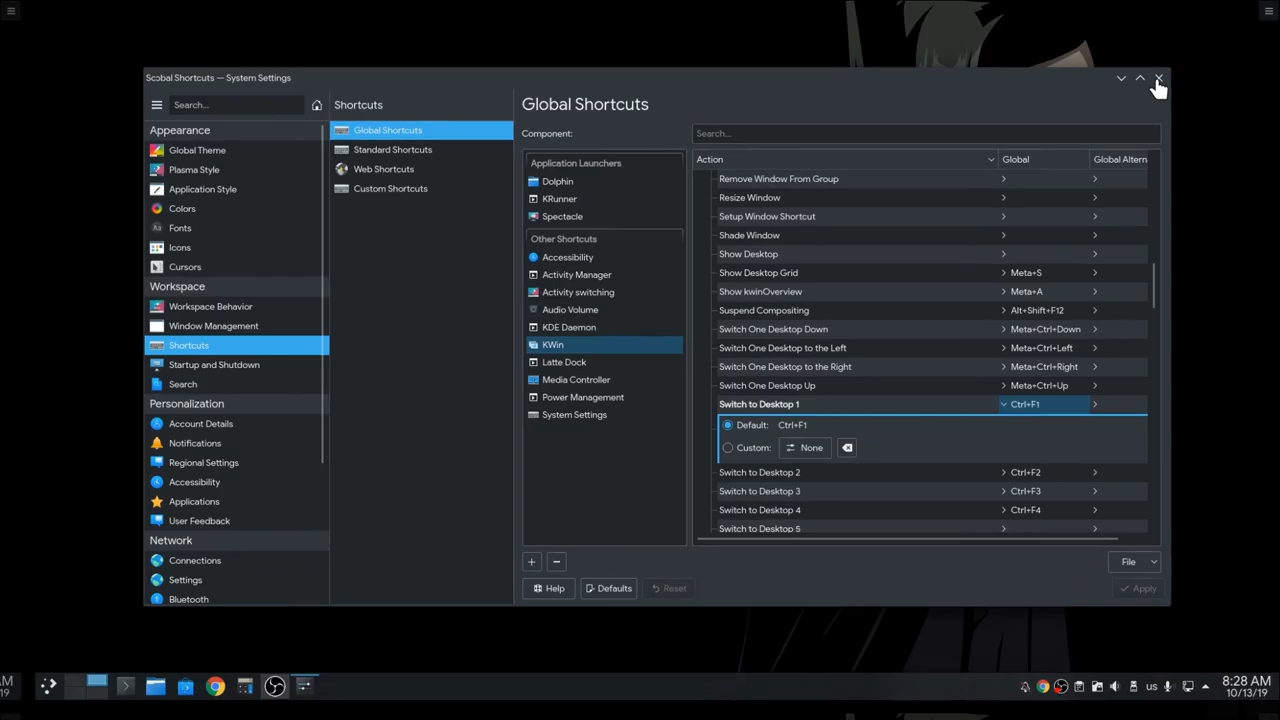 Scobal Shortcuts — System Settings
Search...
Shortcuts
Global Shortcuts
Appearance
Global Theme
Plasma Style
Application Style
Colors
Fonts
Icons
Cursors
Workspace
Workspace Behavior
Window Management
Shortcuts
Startup and Shutdown
Search
Personalization
Account Details
Notifications
Regional Settings
Accessibility
Applications
User Feedback
Network
Connections
Settings
Bluetooth
Global Shortcuts
Standard Shortcuts
Web Shortcuts
Custom Shortcuts
Component:
Search...
Application Launchers
Dolphin
KRunner
Spectacle
Other Shortcuts
Accessibility
Activity Manager
Activity switching
Audio Volume
KDE Daemon
KWin
Latte Dock
Media Controller
Power Management
System Settings
Action Global Global Altern
Remove Window From Group
Resize Window
Setup Window Shortcut
Shade Window
Show Desktop
Show Desktop Grid Meta+S
Show kwinOverview Meta+A
Suspend Compositing Alt+Shift+F12
Switch One Desktop Down Meta+Ctrl+Down
Switch One Desktop to the Left Meta+Ctrl+Left
Switch One Desktop to the Right Meta+Ctrl+Right
Switch One Desktop Up Meta+Ctrl+Up
Switch to Desktop 1 Ctrl+F1
Default: Ctrl+F1
Custom: None
Switch to Desktop 2 Ctrl+F2
Switch to Desktop 3 Ctrl+F3
Switch to Desktop 4 Ctrl+F4
Switch to Desktop 5
File
Help Defaults Reset Apply
AM
19
us
8:28 AM
10/13/19